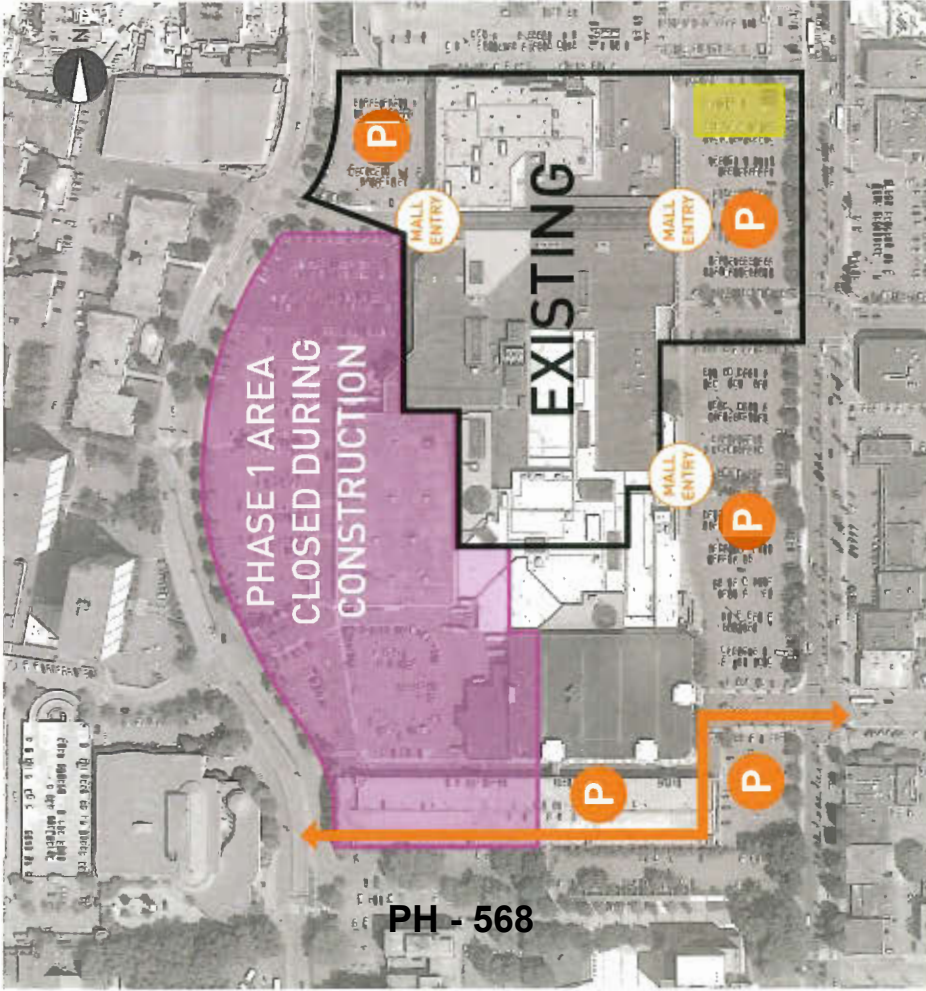 N
P
MALL
ENTRY
MALL
ENTRY
P
EXISTING
PHASE 1 AREA
CLOSED DURING
CONSTRUCTION
MALL
ENTRY
P
P
P
PH - 568